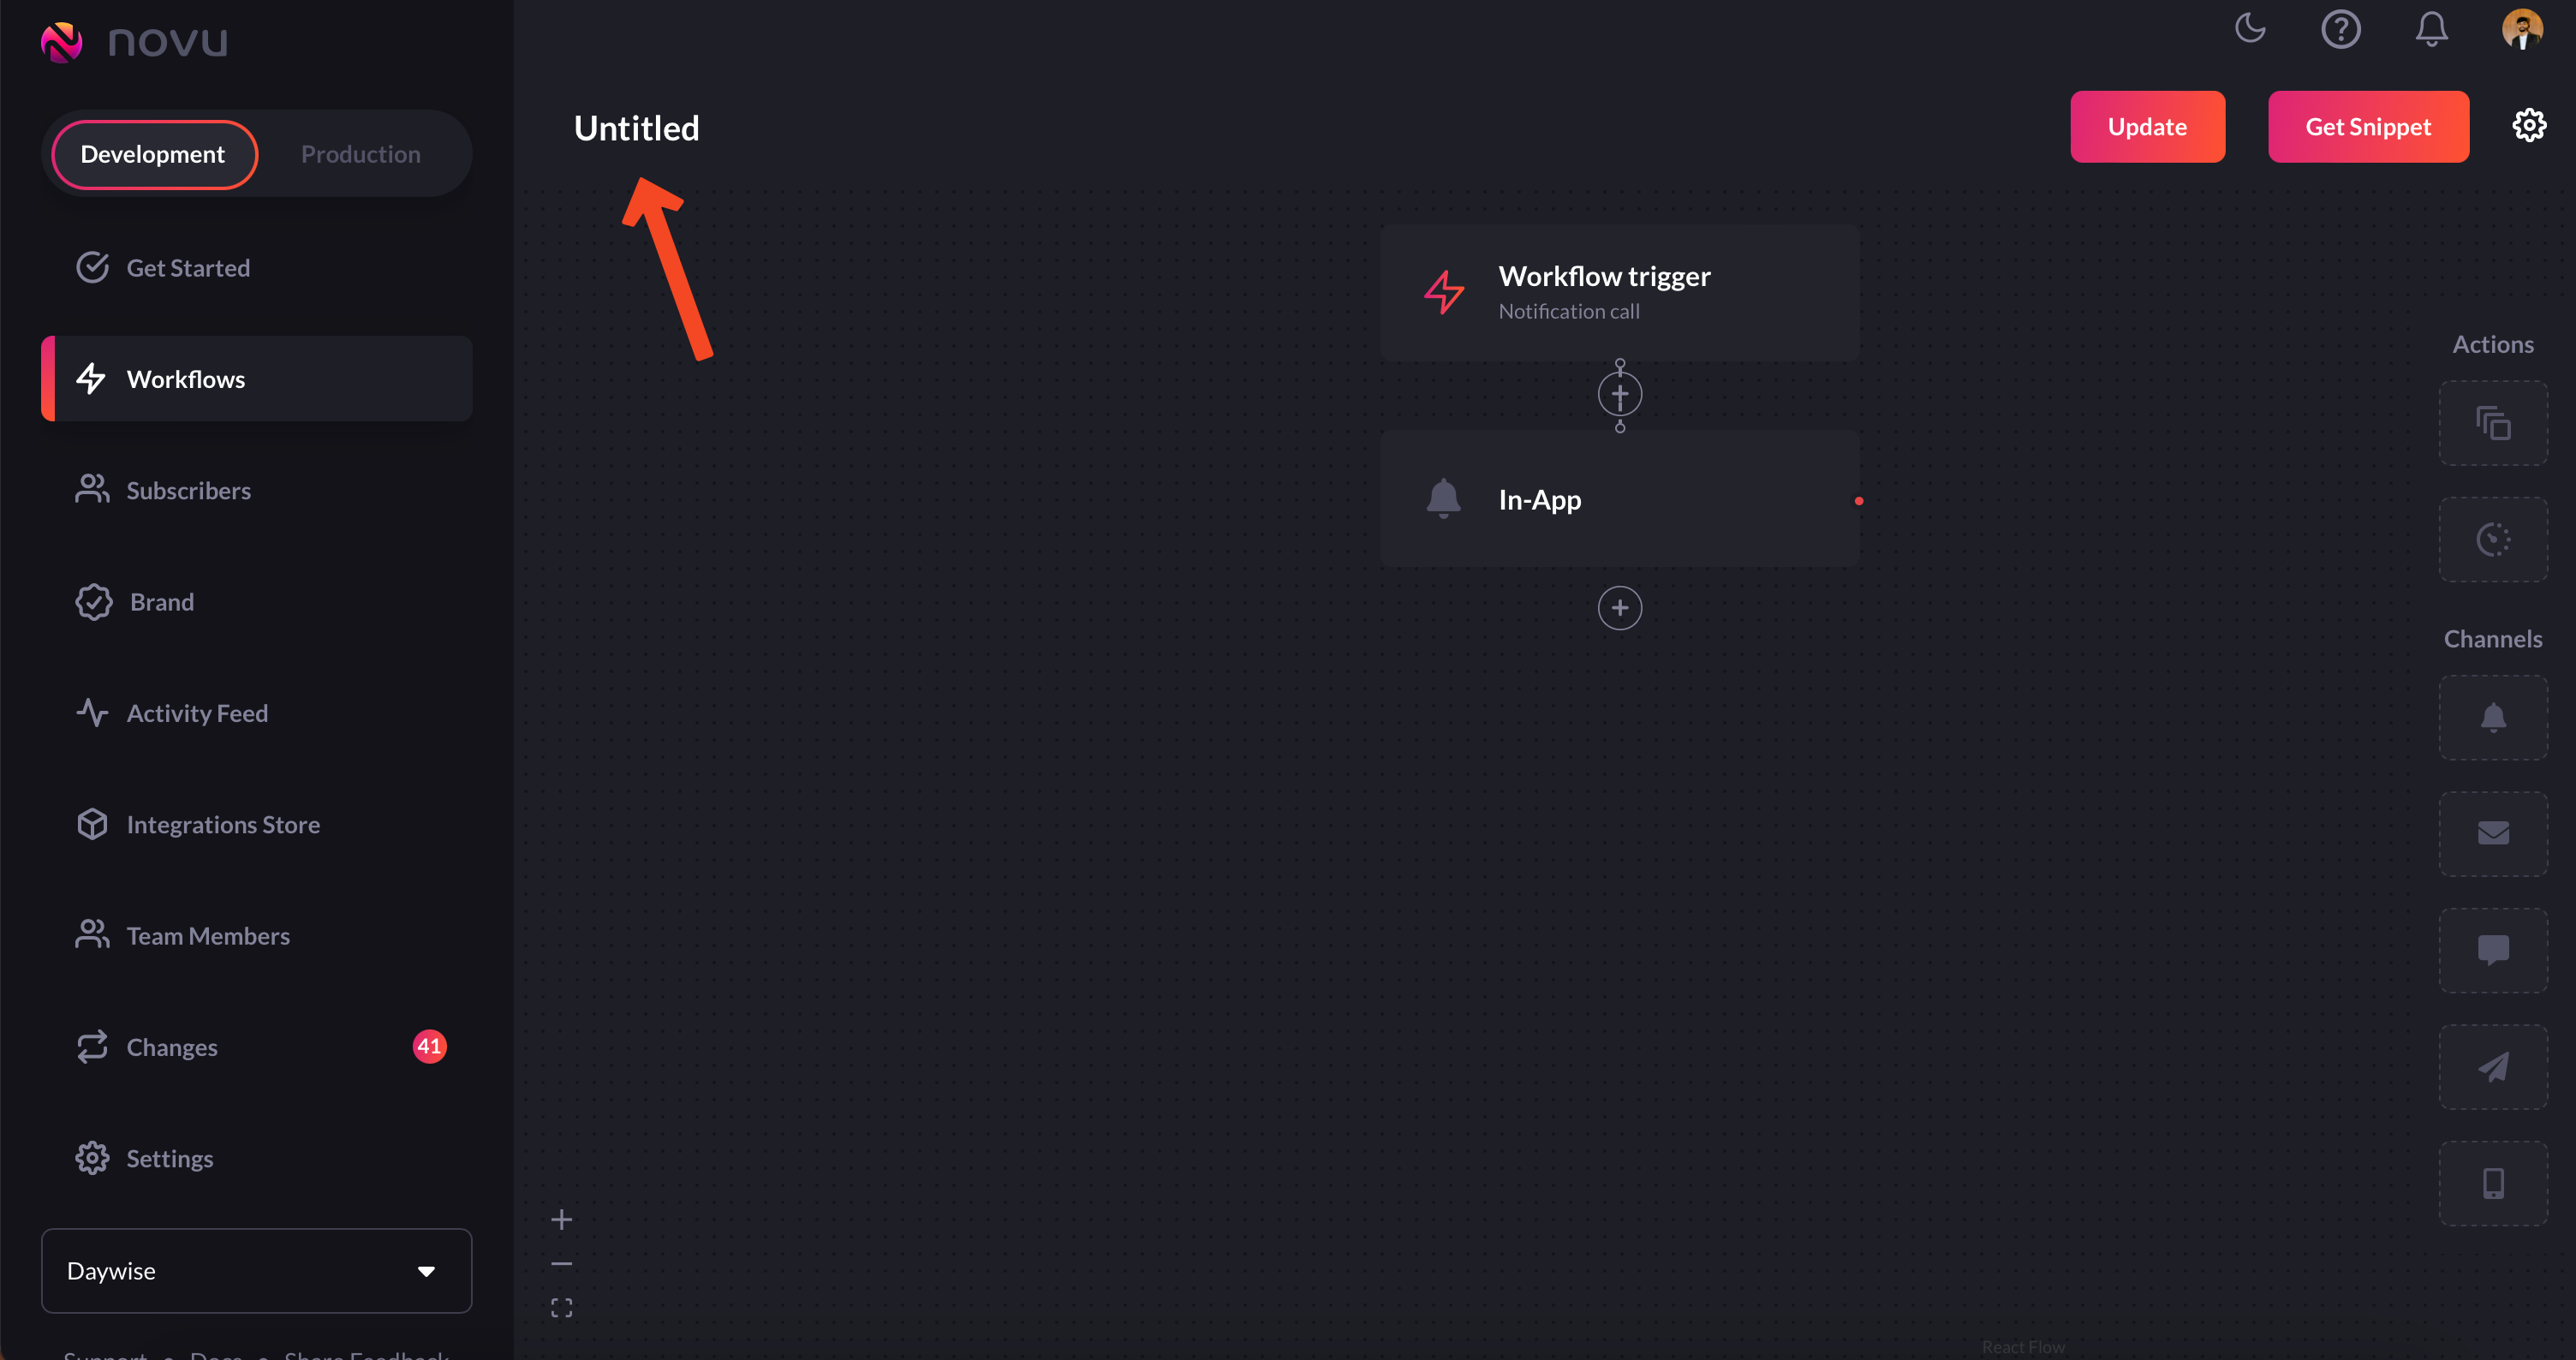 novu
Development
Production
Get Started
Workflows
Subscribers
Brand
Activity Feed
Integrations Store
Team Members
Changes
41
Settings
Daywise
Support • Docs • Share Feedback
Untitled
Update
Get Snippet
Workflow trigger
Notification call
In-App
Actions
Channels
React Flow